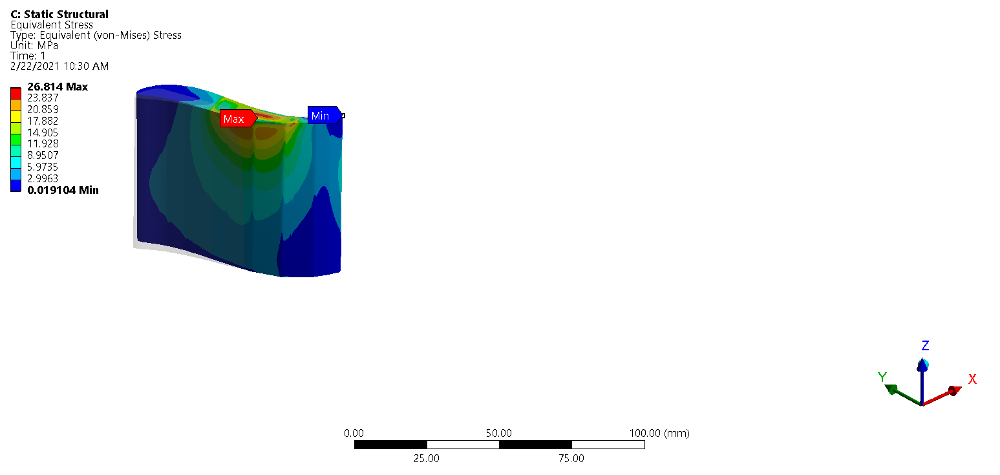 C: Static Structural
Equivalent Stress
Type: Equivalent (von-Mises) Stress
Unit: MPa
Time: 1
2/22/2021 10:30 AM
26.814 Max
23.837
20.859
17.882
14.905
11.928
8.9507
5.9735
2.9963
0.019104 Min
Max
Min
Z
Y
X
0.00 50.00 100.00 (mm)
25.00 75.00